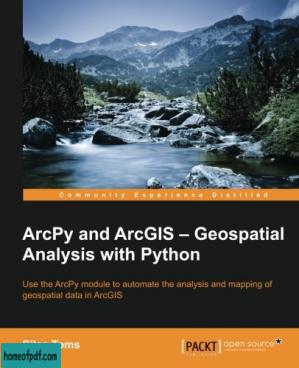 Community Experience Distilled
ArcPy and ArcGIS – Geospatial
Analysis with Python
Use the ArcPy module to automate the analysis and mapping of
geospatial data in ArcGIS
Toms
[PACKT] open source*
PUBLISHING
homeofpdf.com